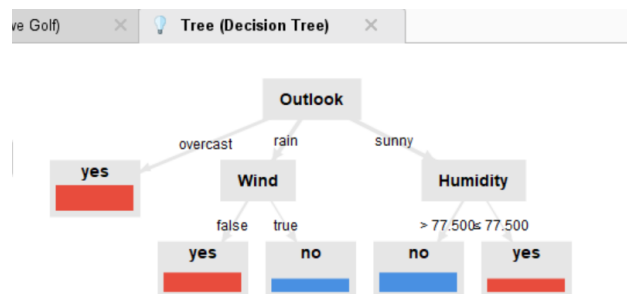 ve Golf) Tree (Decision Tree)
Outlook
overcast rain sunny
yes Wind Humidity
false true > 77.500 ≤ 77.500
yes no no yes